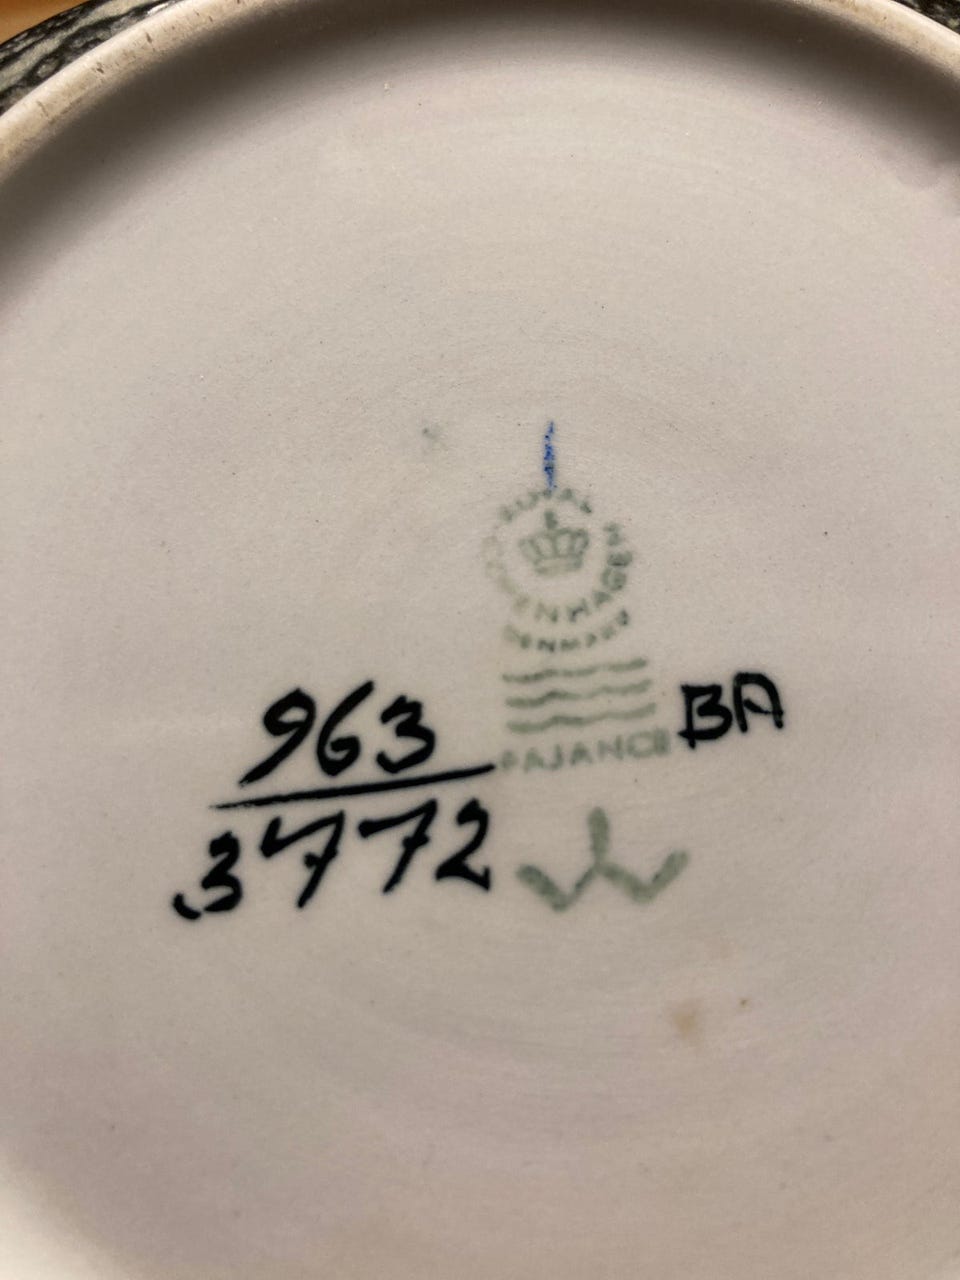 ROYAL COPENHAGEN
DENMARK
963
3772
FAJANCE
BA